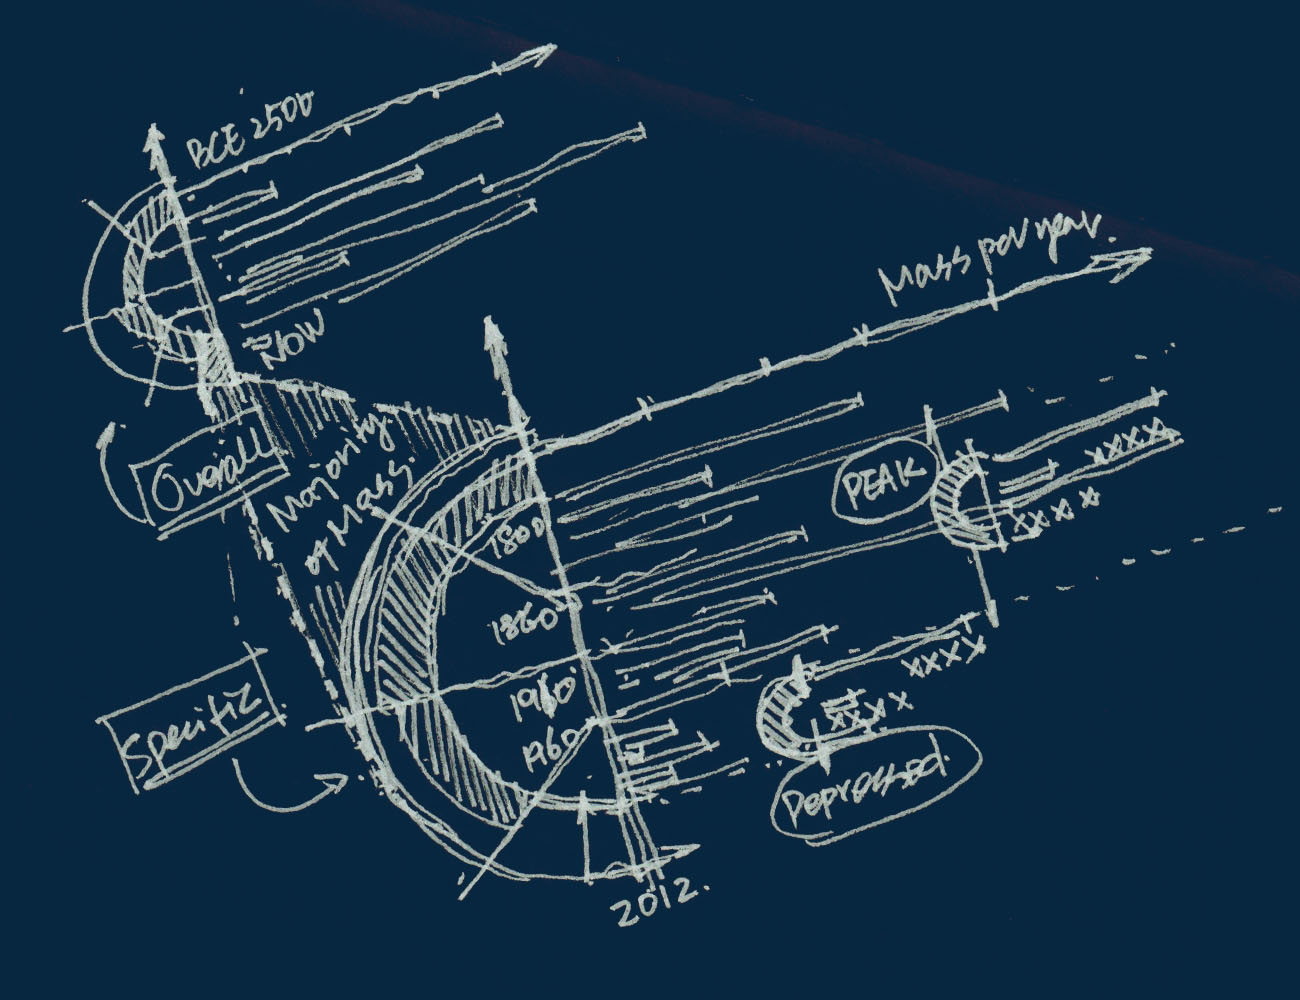 BCE 2500
Mass per year.
NOW
Overall
Majority
of Mass.
PEAK
xxxx
xxxx
1800
1860
1960
xxxx
xxxx
Specific
Depressed.
2012.